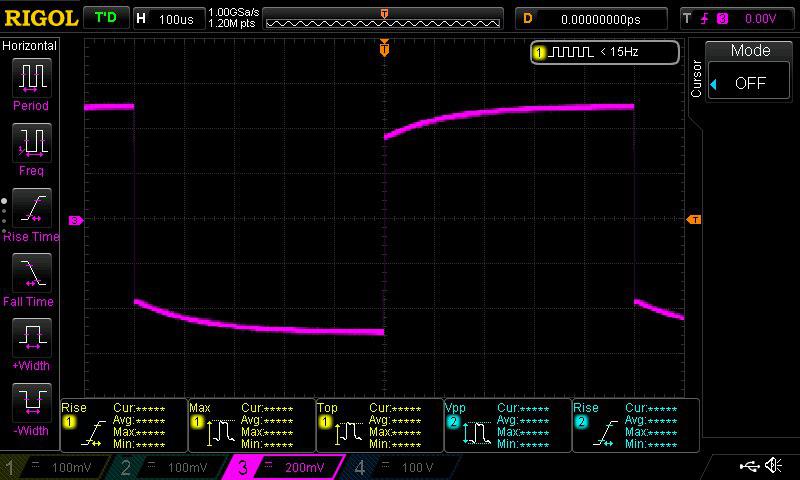 RIGOL T'D H 100us 1.00GSa/s 1.20M pts T D 0.00000000ps T 3 0.00V
Horizontal
Period
Freq
Rise Time
Fall Time
+Width
-Width
T
1 < 15Hz
3
T
Cursor
Mode
OFF
Rise 1 Cur:*****
Avg:*****
Max:*****
Min:*****
Max 1 Cur:*****
Avg:*****
Max:*****
Min:*****
Top 1 Cur:*****
Avg:*****
Max:*****
Min:*****
Vpp 2 Cur:*****
Avg:*****
Max:*****
Min:*****
Rise 2 Cur:*****
Avg:*****
Max:*****
Min:*****
1 = 100mV 2 = 100mV 3 = 200mV 4 = 100 V